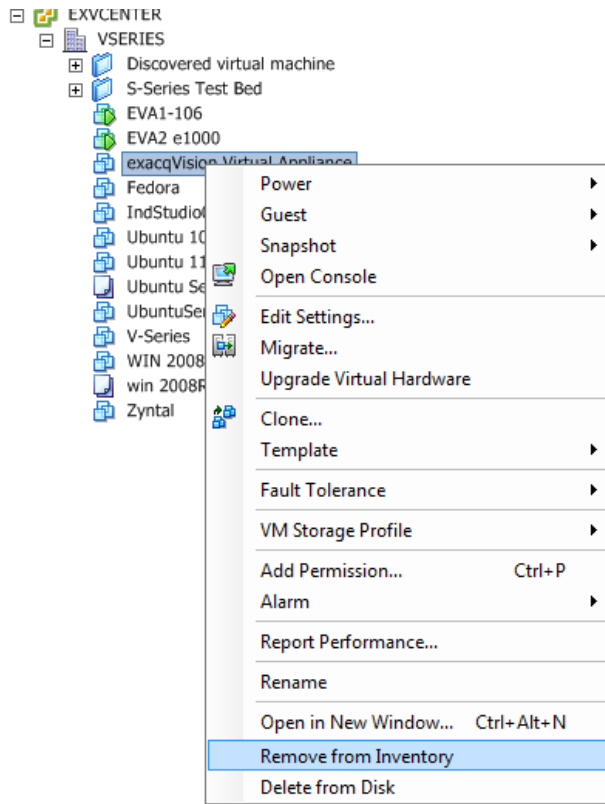 EXVCENTER
VSERIES
Discovered virtual machine
S-Series Test Bed
EVA1-106
EVA2 e1000
exacqVision Virtual Appliance
Fedora
IndStudio
Ubuntu 10
Ubuntu 11
Ubuntu Se
UbuntuSer
V-Series
WIN 2008
win 2008R
Zyntal
Power
Guest
Snapshot
Open Console
Edit Settings...
Migrate...
Upgrade Virtual Hardware
Clone...
Template
Fault Tolerance
VM Storage Profile
Add Permission... Ctrl+P
Alarm
Report Performance...
Rename
Open in New Window... Ctrl+Alt+N
Remove from Inventory
Delete from Disk